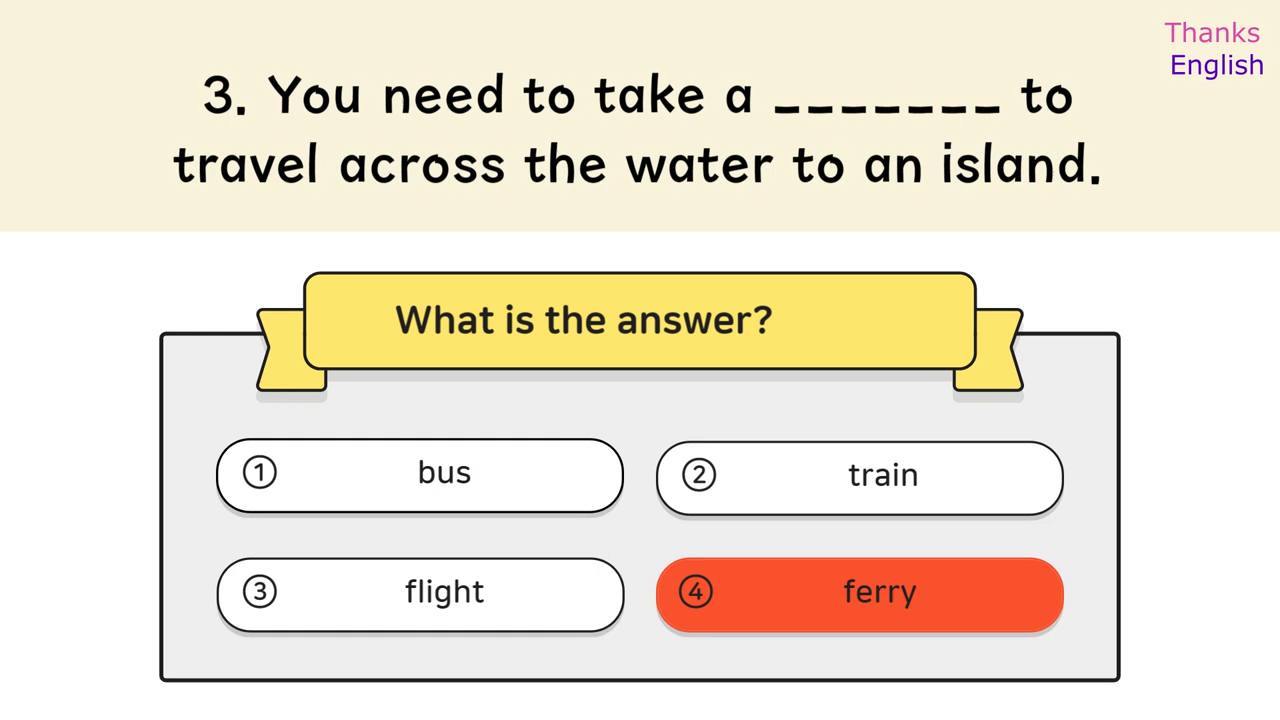 Thanks
English
3. You need to take a _______ to
travel across the water to an island.
What is the answer?
① bus
② train
③ flight
④ ferry